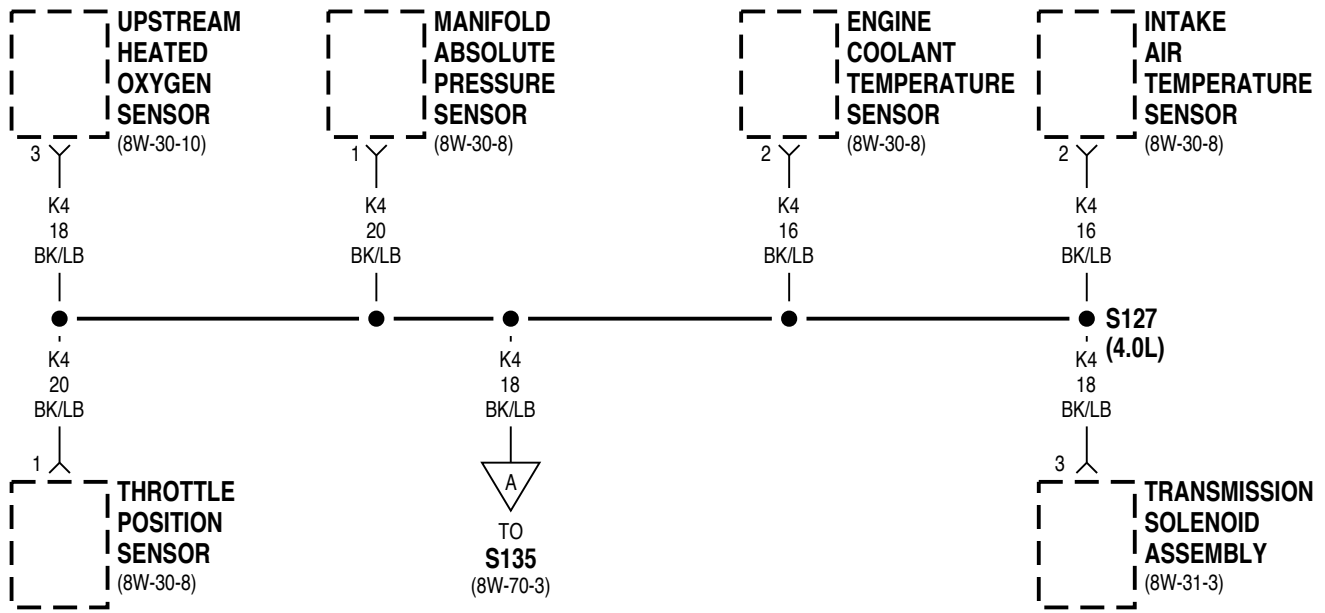 UPSTREAM
HEATED
OXYGEN
SENSOR
(8W-30-10)
3
K4
18
BK/LB
MANIFOLD
ABSOLUTE
PRESSURE
SENSOR
(8W-30-8)
1
K4
20
BK/LB
ENGINE
COOLANT
TEMPERATURE
SENSOR
(8W-30-8)
2
K4
16
BK/LB
INTAKE
AIR
TEMPERATURE
SENSOR
(8W-30-8)
2
K4
16
BK/LB
S127
(4.0L)
K4
20
BK/LB
1
THROTTLE
POSITION
SENSOR
(8W-30-8)
K4
18
BK/LB
A
TO
S135
(8W-70-3)
K4
18
BK/LB
3
TRANSMISSION
SOLENOID
ASSEMBLY
(8W-31-3)